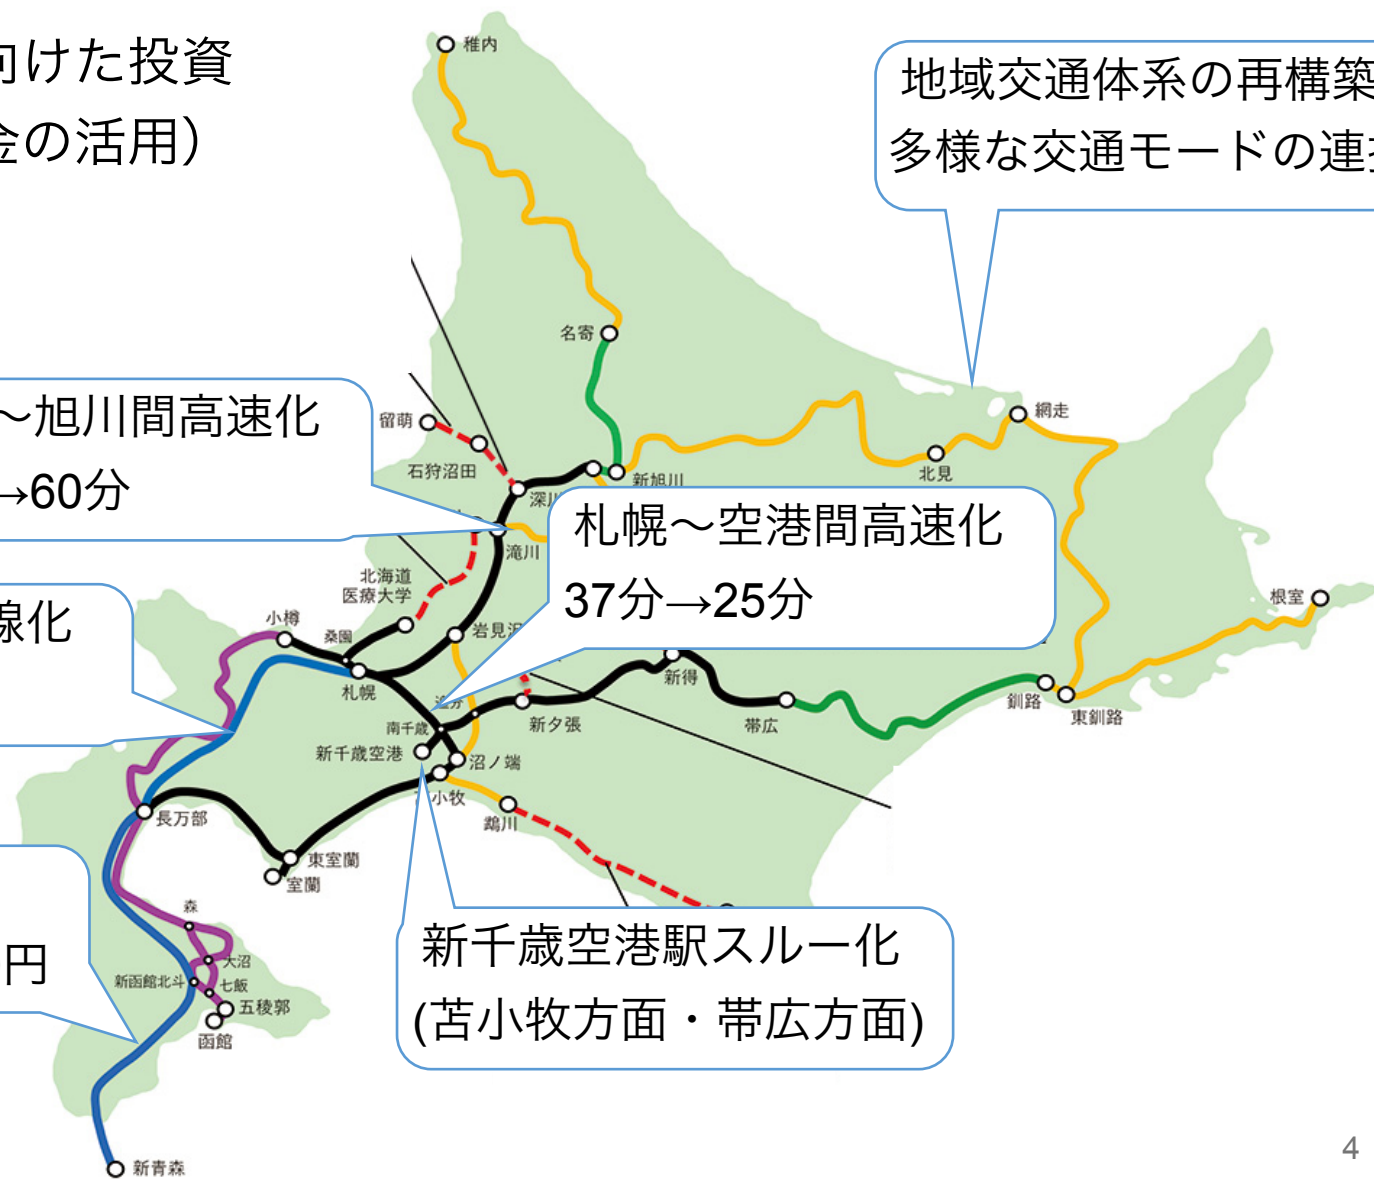 向けた投資
金の活用）
地域交通体系の再構築
多様な交通モードの連
稚内
名寄
～旭川間高速化
→60分
留萌
石狩沼田
深川
新旭川
網走
北見
滝川
札幌～空港間高速化
37分→25分
北海道
医療大学
線化
小樽
桑園
岩見沢
札幌
根室
新得
釧路
東釧路
帯広
追分
南千歳
新夕張
新千歳空港
沼ノ端
小牧
鵡川
長万部
東室蘭
室蘭
円
森
大沼
新函館北斗
七飯
五稜郭
函館
新千歳空港駅スルー化
(苫小牧方面・帯広方面)
新青森
4